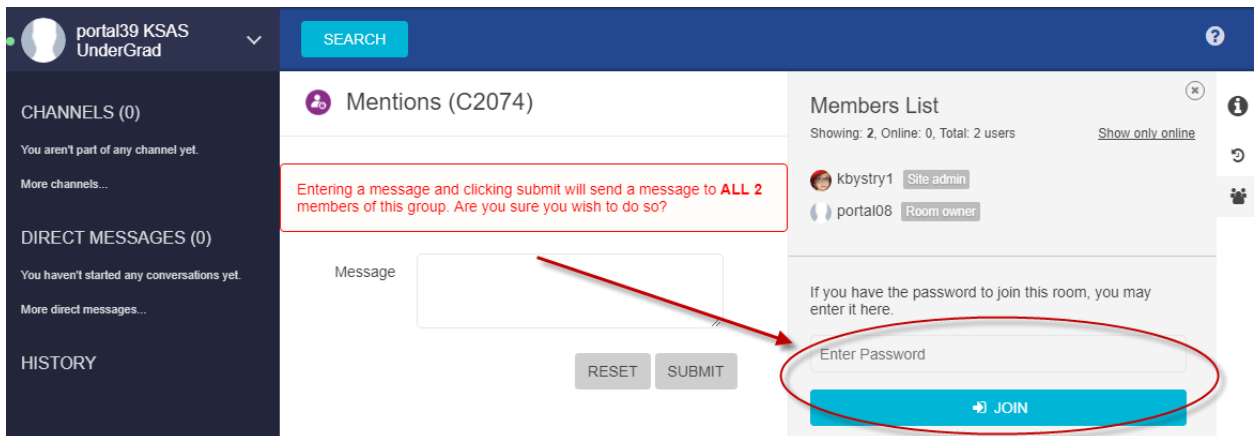 portal39 KSAS
UnderGrad
SEARCH
CHANNELS (0)
You aren't part of any channel yet.
More channels...
DIRECT MESSAGES (0)
You haven't started any conversations yet.
More direct messages...
HISTORY
Mentions (C2074)
Entering a message and clicking submit will send a message to ALL 2
members of this group. Are you sure you wish to do so?
Message
RESET SUBMIT
Members List
Showing: 2, Online: 0, Total: 2 users Show only online
kbystry1 Site admin
portal08 Room owner
If you have the password to join this room, you may
enter it here.
Enter Password
JOIN